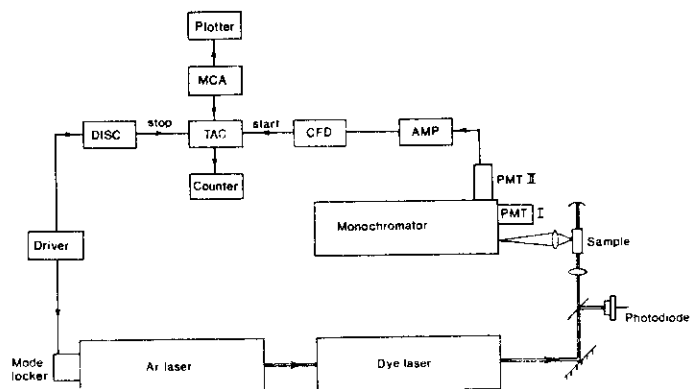 Plotter
MCA
DISC
stop
TAC
start
CFD
AMP
Counter
PMT II
PMT I
Monochromator
Sample
Driver
Photodiode
Mode
locker
Ar laser
Dye laser